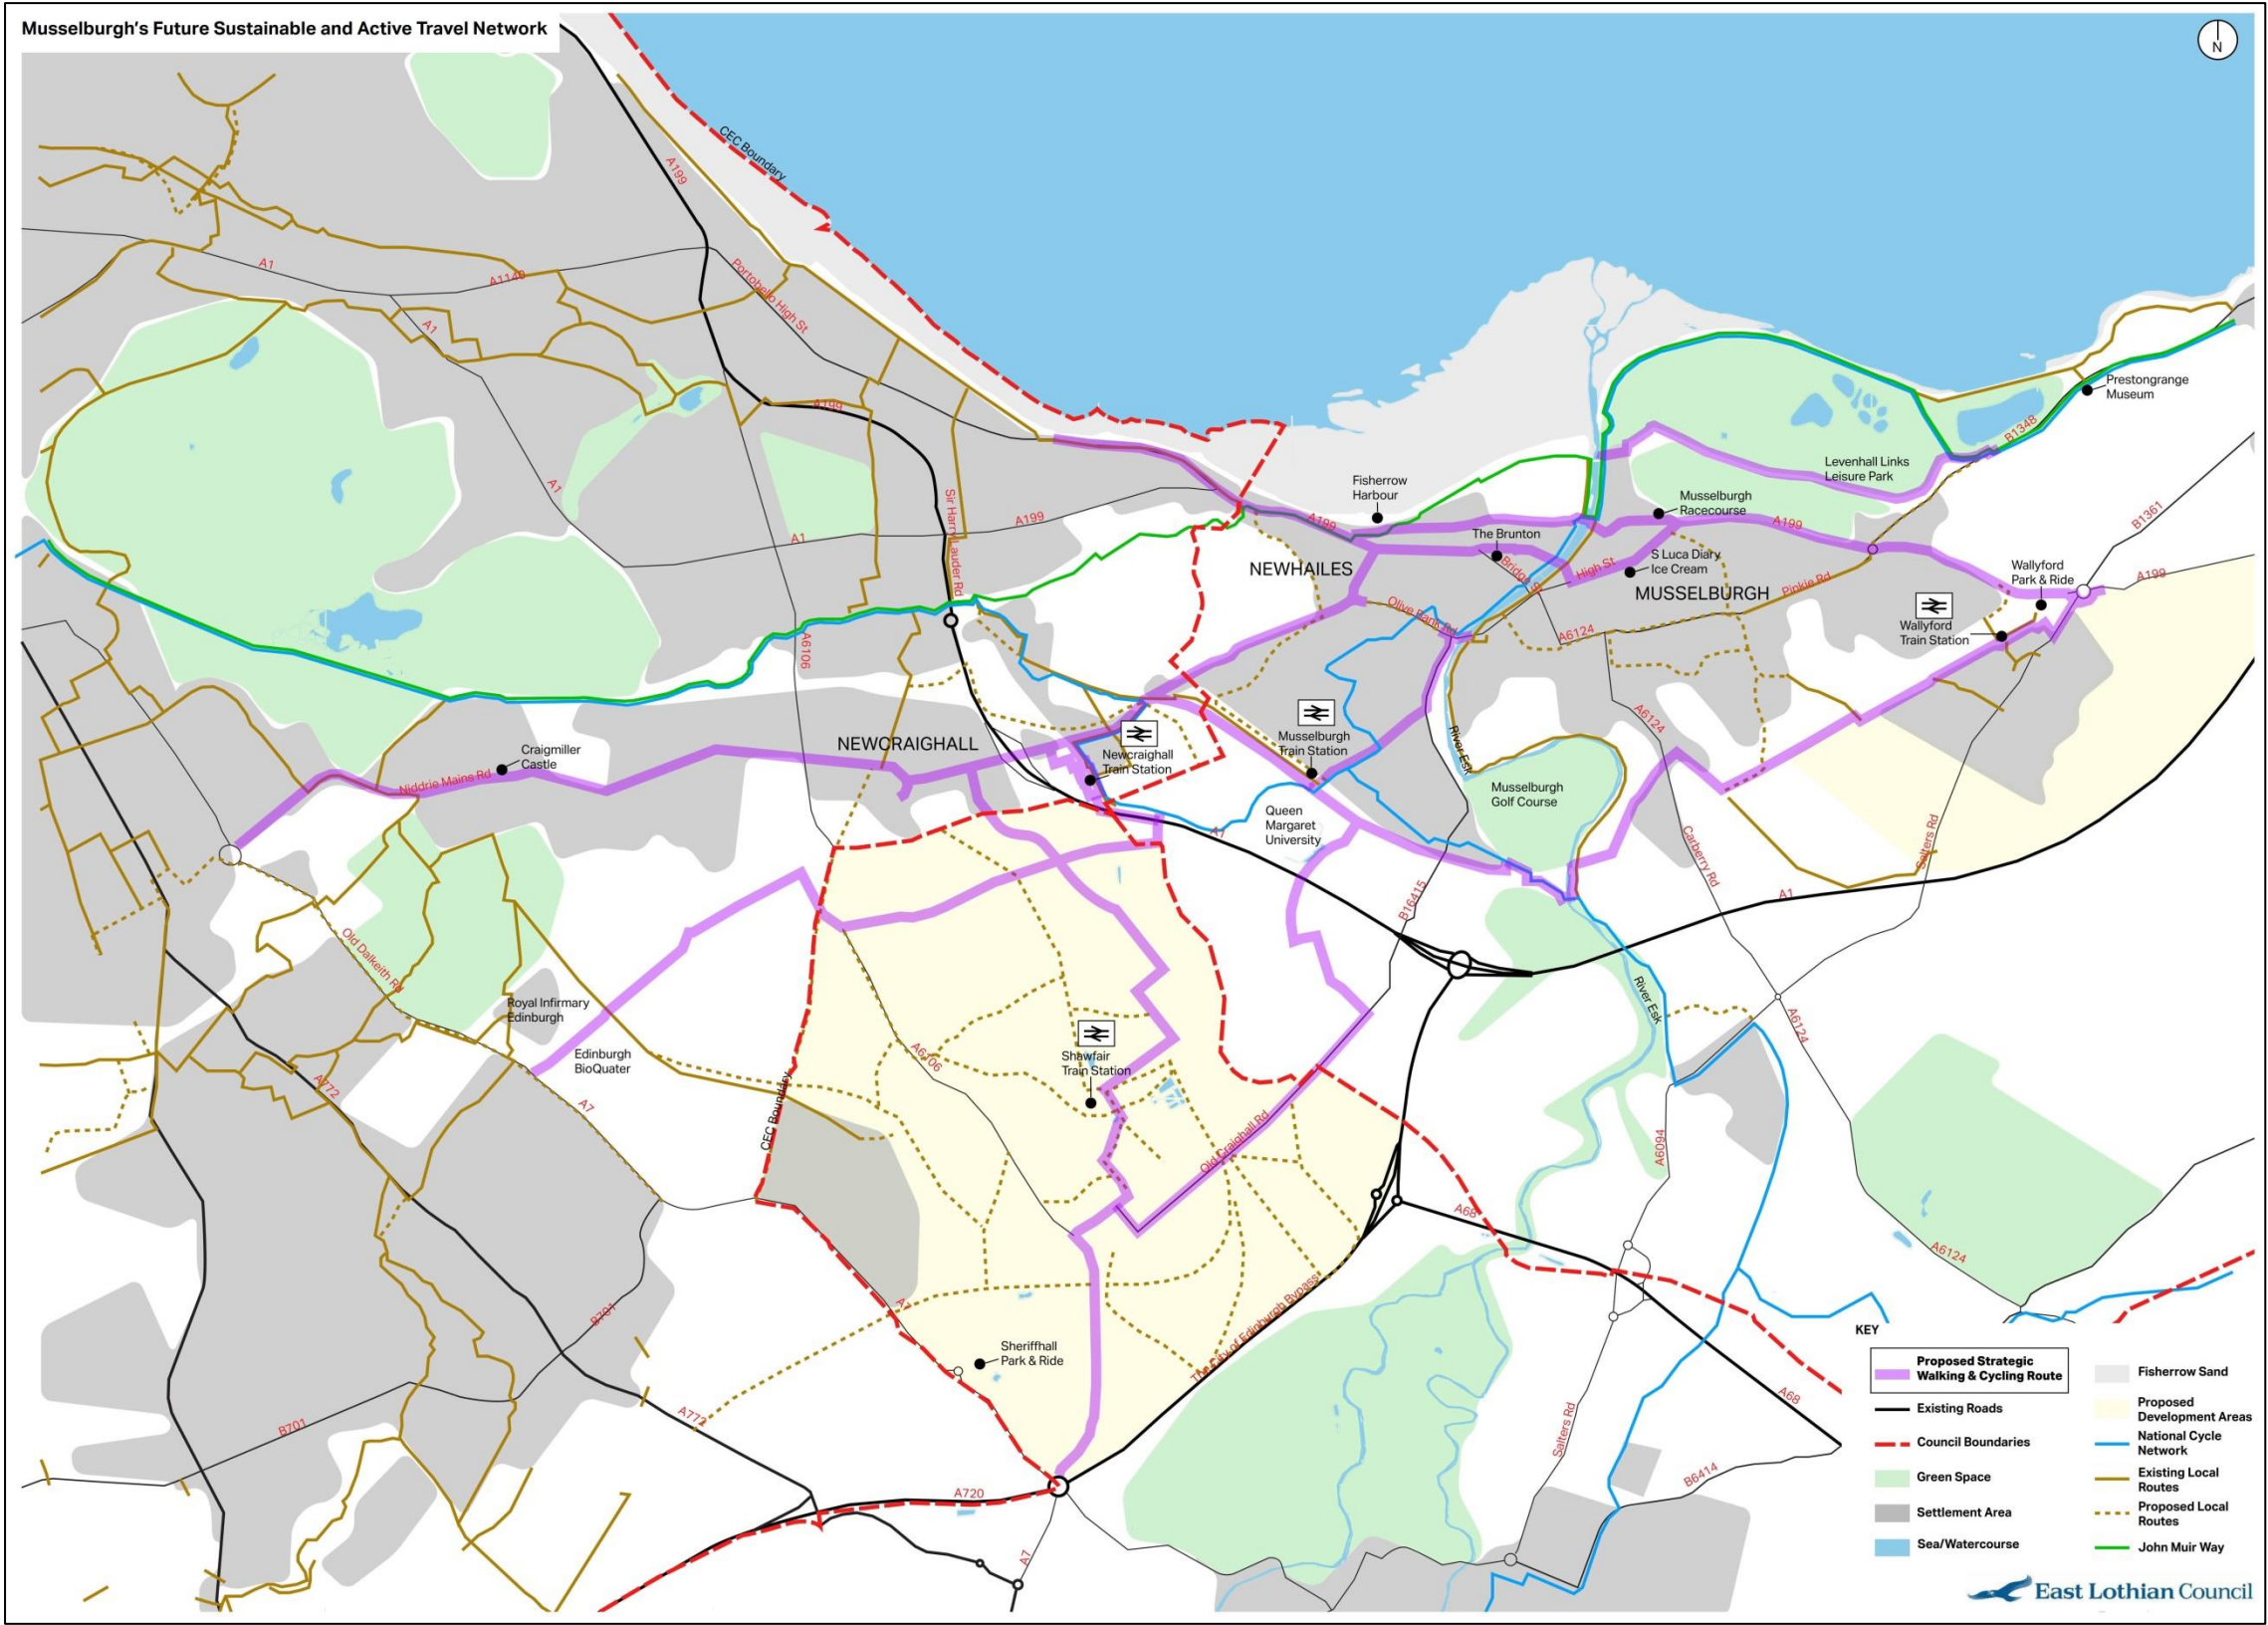 Musselburgh's Future Sustainable and Active Travel Network
N
CEC Boundary
A199
A1
A1140
Portobello High St
A1
A199
A1
Sir Harry Lauder Rd
A199
A1
A6106
Prestongrange
Museum
B1348
Levenhall Links
Leisure Park
Fisherrow
Harbour
Musselburgh
Racecourse
A199
A199
B1361
The Brunton
Bridge St
High St
S Luca Diary
Ice Cream
NEWHAILES
MUSSELBURGH
Pinkie Rd
Wallyford
Park & Ride
A199
Olive Bank Rd
A6124
Wallyford
Train Station
A6124
River Esk
Musselburgh
Train Station
NEWCRAIGHALL
Newcraighall
Train Station
Craigmiller
Castle
Niddrie Mains Rd
Musselburgh
Golf Course
Queen
Margaret
University
A1
Carberry Rd
Salters Rd
A1
B16415
Old Dalkeith Rd
Royal Infirmary
Edinburgh
Edinburgh
BioQuater
River Esk
A6124
A6106
Shawfair
Train Station
A772
A7
CEC Boundary
Old Craighall Rd
A6094
A68
A6124
A7
B701
The City of Edinburgh Bypass
Sheriffhall
Park & Ride
A772
B701
A720
A7
Salters Rd
B6414
A68
KEY
Proposed Strategic
Walking & Cycling Route
Existing Roads
Council Boundaries
Green Space
Settlement Area
Sea/Watercourse
Fisherrow Sand
Proposed
Development Areas
National Cycle
Network
Existing Local
Routes
Proposed Local
Routes
John Muir Way
East Lothian Council